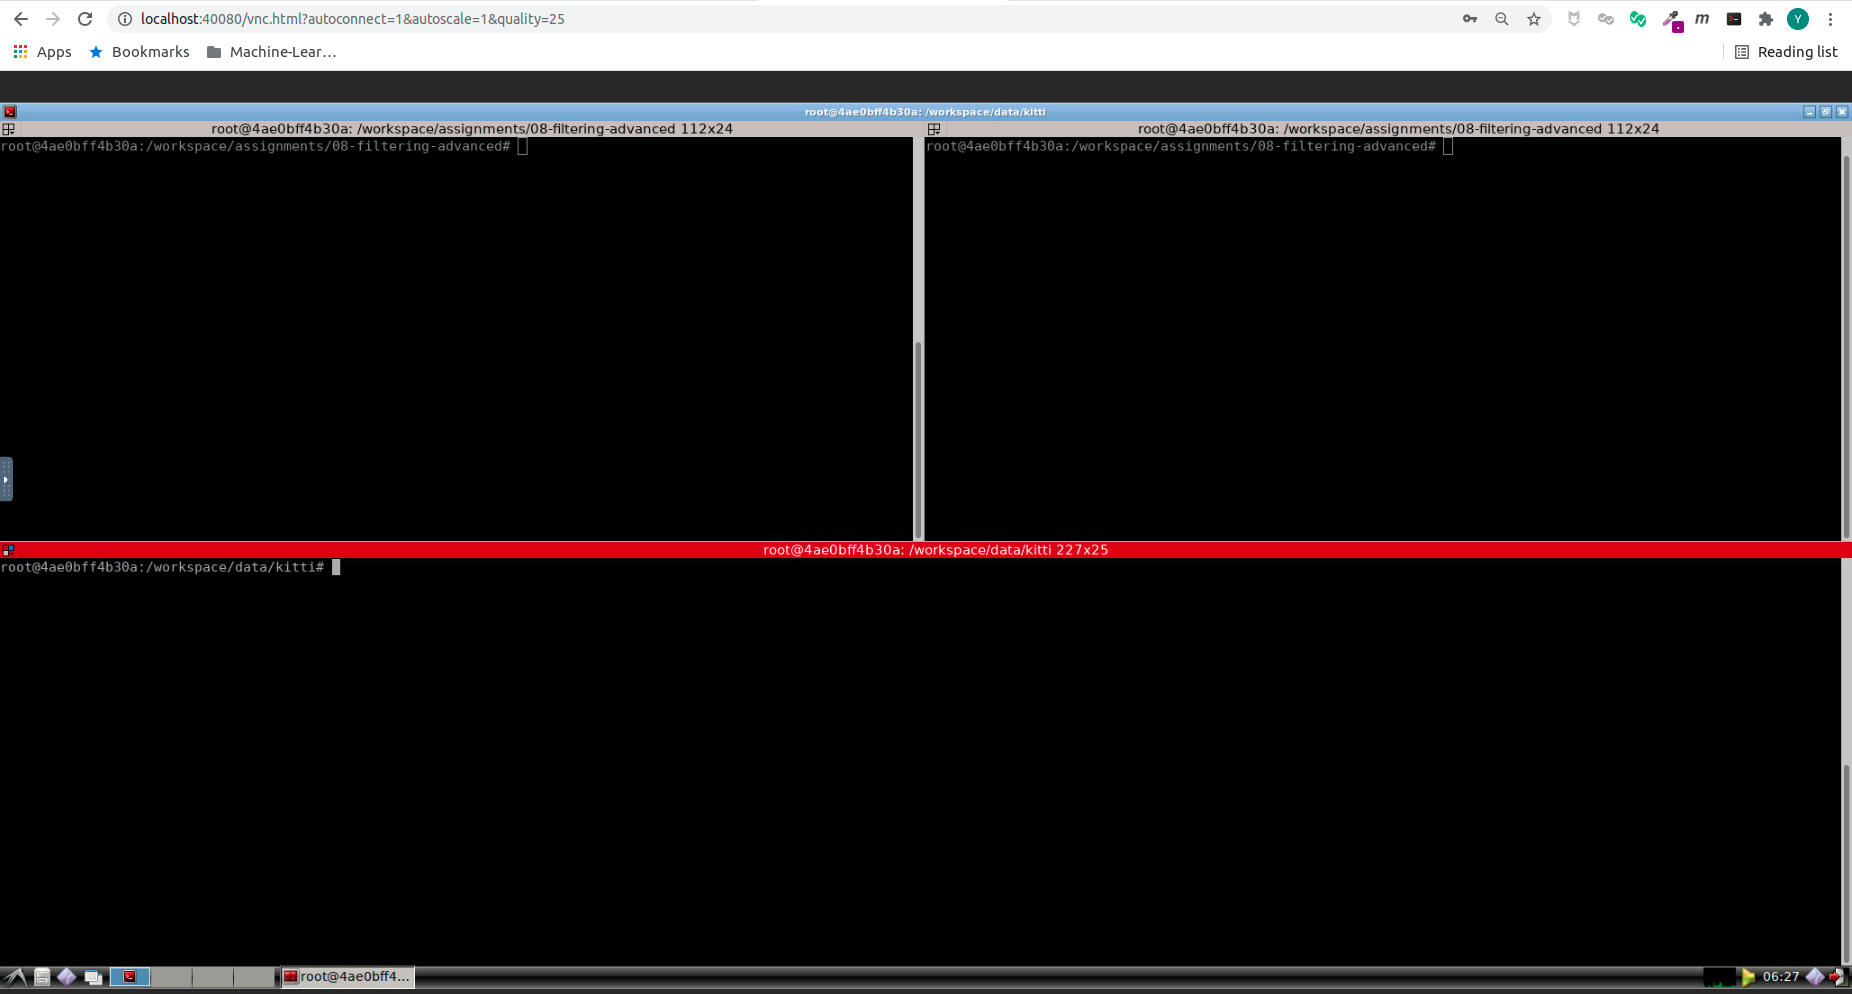 localhost:40080/vnc.html?autoconnect=1&autoscale=1&quality=25
m
Y
Apps Bookmarks Machine-Lear… Reading list
root@4ae0bff4b30a: /workspace/data/kitti
root@4ae0bff4b30a: /workspace/assignments/08-filtering-advanced 112x24
root@4ae0bff4b30a:/workspace/assignments/08-filtering-advanced#
root@4ae0bff4b30a: /workspace/assignments/08-filtering-advanced 112x24
root@4ae0bff4b30a:/workspace/assignments/08-filtering-advanced#
root@4ae0bff4b30a: /workspace/data/kitti 227x25
root@4ae0bff4b30a:/workspace/data/kitti#
root@4ae0bff4... 06:27